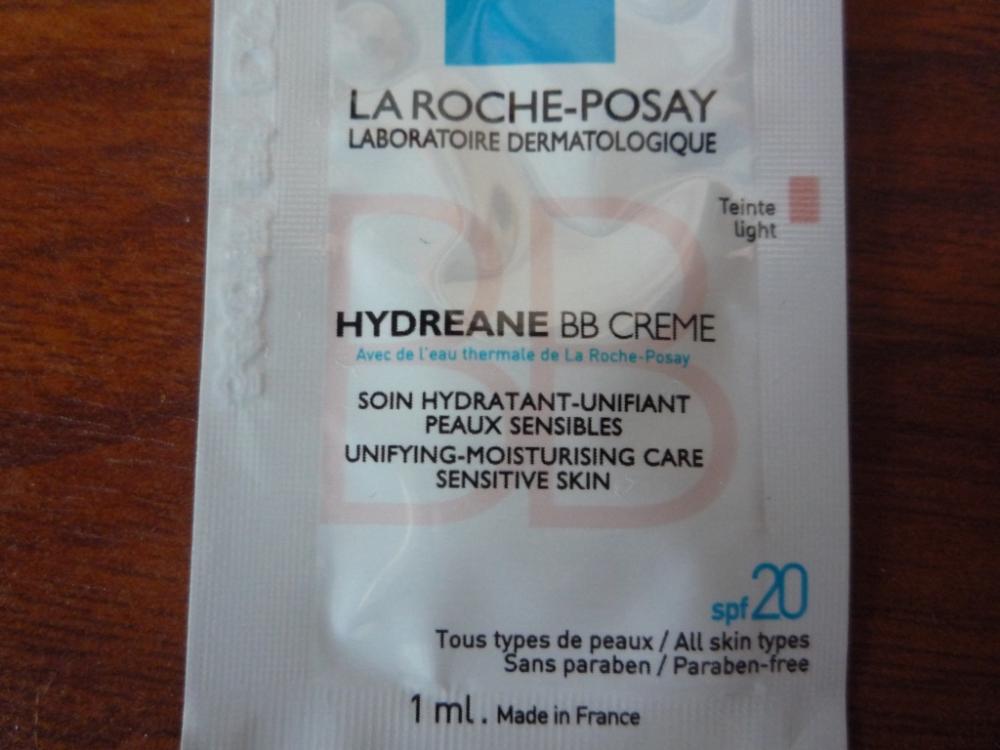 LA ROCHE-POSAY
LABORATOIRE DERMATOLOGIQUE
Teinte
light
BB
HYDREANE BB CREME
Avec de l'eau thermale de La Roche-Posay
SOIN HYDRATANT-UNIFIANT
PEAUX SENSIBLES
UNIFYING-MOISTURISING CARE
SENSITIVE SKIN
spf 20
Tous types de peaux / All skin types
Sans paraben / Paraben-free
1 ml. Made in France